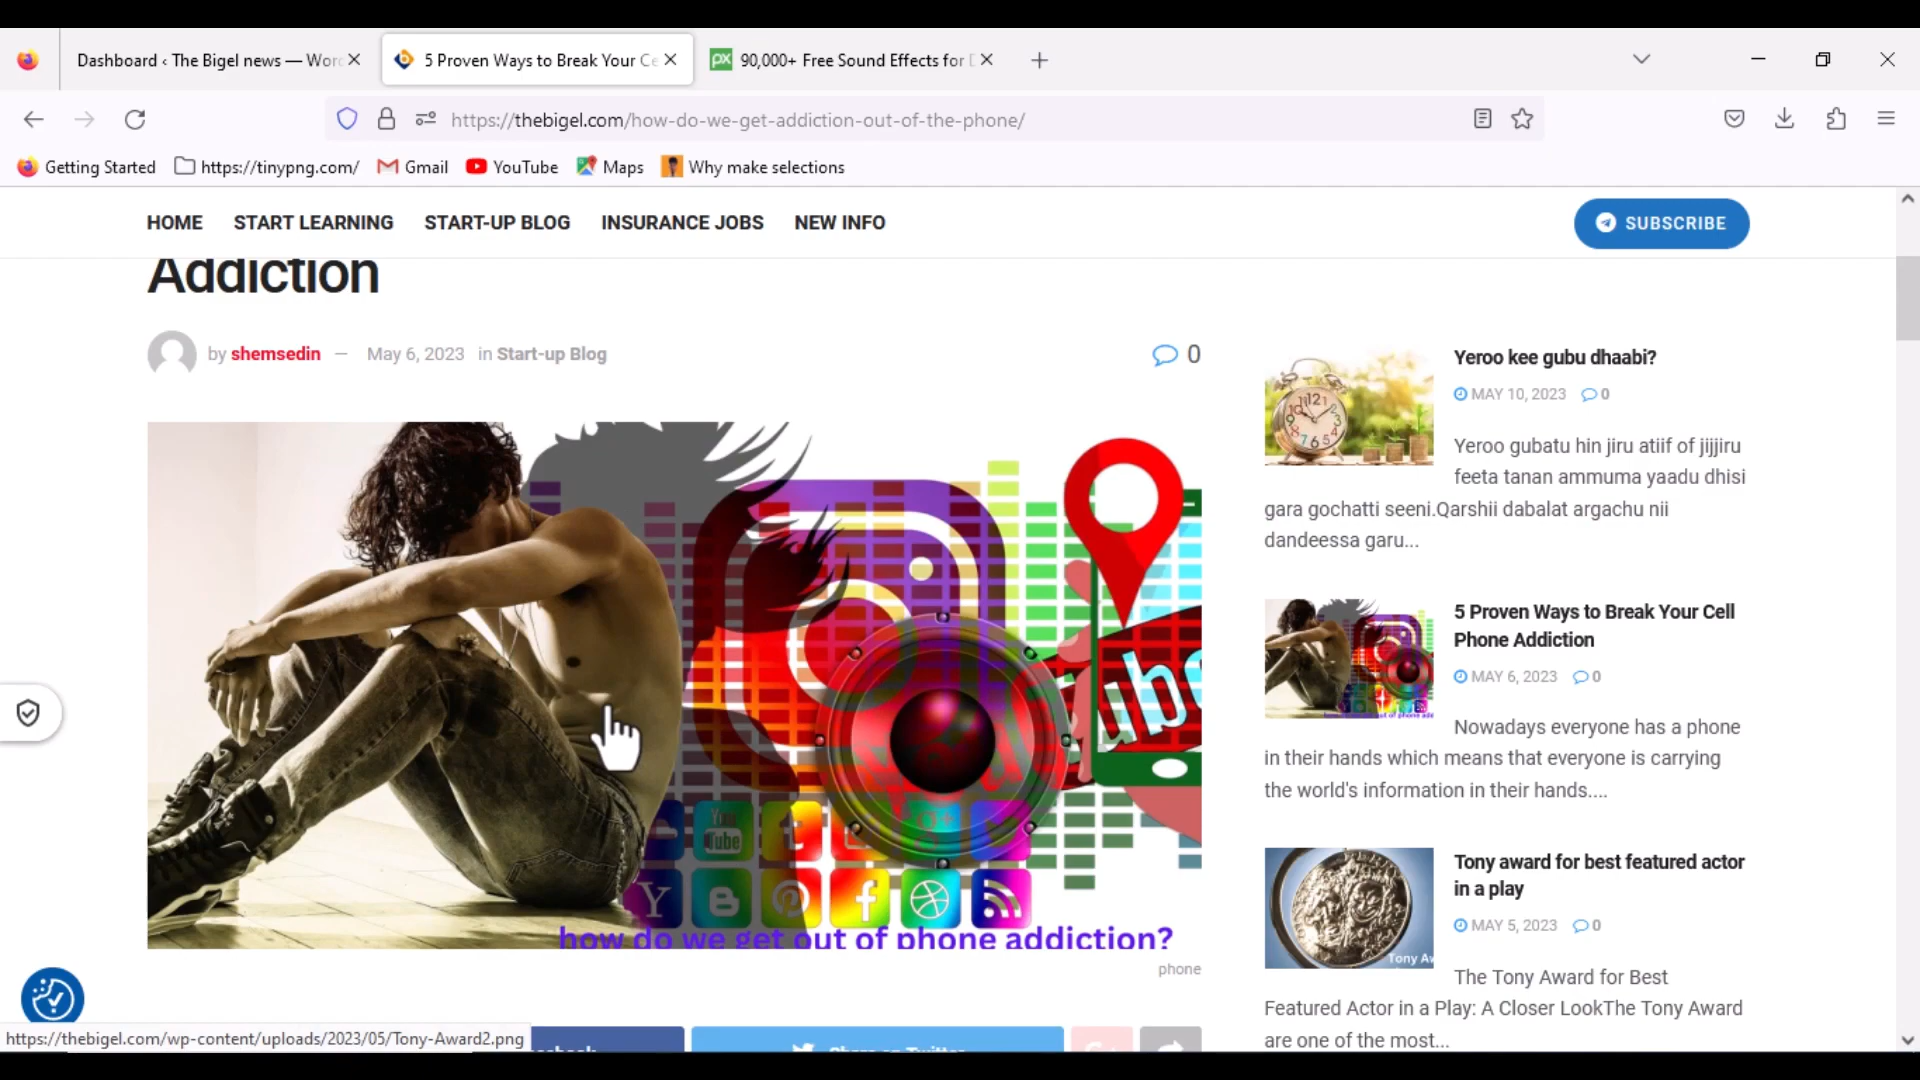 Dashboard ‹ The Bigel news — Wor
5 Proven Ways to Break Your Ce
px 90,000+ Free Sound Effects for D
https://thebigel.com/how-do-we-get-addiction-out-of-the-phone/
Getting Started https://tinypng.com/ Gmail YouTube Maps Why make selections
HOME START LEARNING START-UP BLOG INSURANCE JOBS NEW INFO SUBSCRIBE
Addiction
by shemsedin — May 6, 2023 in Start-up Blog 0
You
Tube
how do we get out of phone addiction?
phone
Share on Twitter
Yeroo kee gubu dhaabi?
MAY 10, 2023 0
Yeroo gubatu hin jiru atiif of jijjiru
feeta tanan ammuma yaadu dhisi
gara gochatti seeni.Qarshii dabalat argachu nii
dandeessa garu...
5 Proven Ways to Break Your Cell
Phone Addiction
MAY 6, 2023 0
Nowadays everyone has a phone
in their hands which means that everyone is carrying
the world's information in their hands....
Tony award for best featured actor
in a play
MAY 5, 2023 0
Tony Aw
The Tony Award for Best
Featured Actor in a Play: A Closer LookThe Tony Award
are one of the most...
https://thebigel.com/wp-content/uploads/2023/05/Tony-Award2.png